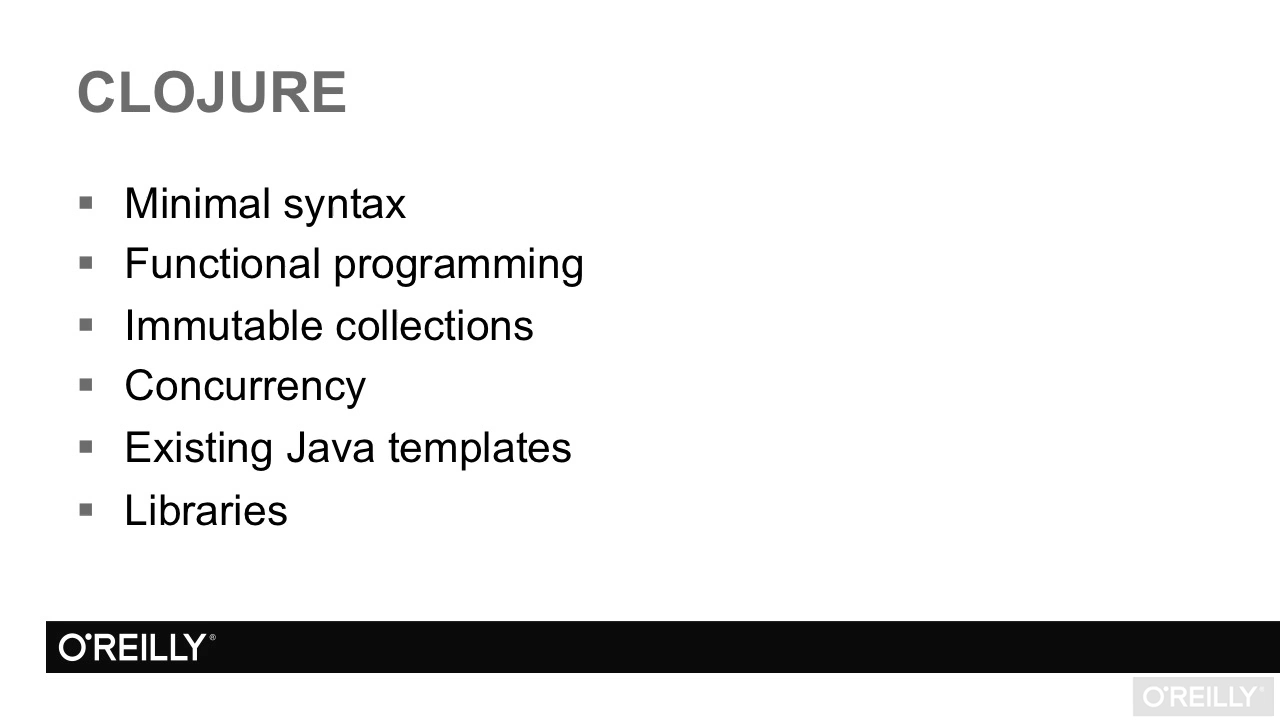 CLOJURE
▪ Minimal syntax
▪ Functional programming
▪ Immutable collections
▪ Concurrency
▪ Existing Java templates
▪ Libraries
O'REILLY®
O'REILLY®